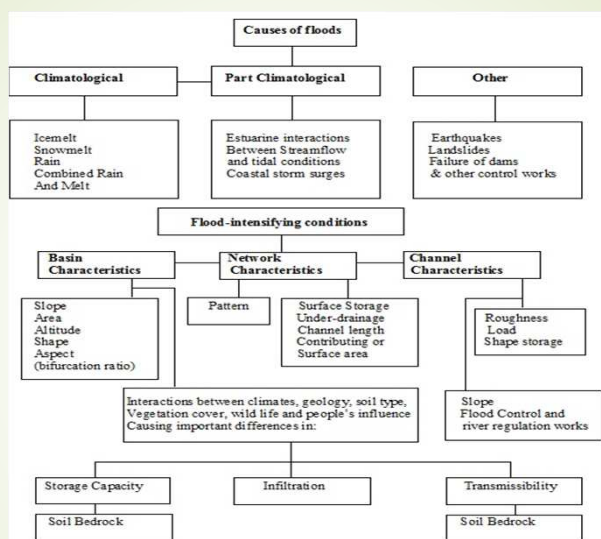 Causes of floods
Climatological
Part Climatological
Other
Icemelt
Snowmelt
Rain
Combined Rain
And Melt
Estuarine interactions
Between Streamflow
and tidal conditions
Coastal storm surges
Earthquakes
Landslides
Failure of dams
& other control works
Flood-intensifying conditions
Basin
Characteristics
Network
Characteristics
Channel
Characteristics
Slope
Area
Altitude
Shape
Aspect
(bifurcation ratio)
Pattern
Surface Storage
Under-drainage
Channel length
Contributing or
Surface area
Roughness
Load
Shape storage
Interactions between climates, geology, soil type,
Vegetation cover, wild life and people's influence
Causing important differences in:
Slope
Flood Control and
river regulation works
Storage Capacity
Infiltration
Transmissibility
Soil Bedrock
Soil Bedrock